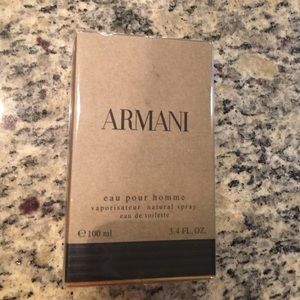 ARMANI
eau pour homme
vaporisateur natural spray
eau de toilette
℮ 100 ml 3.4 FL. OZ.